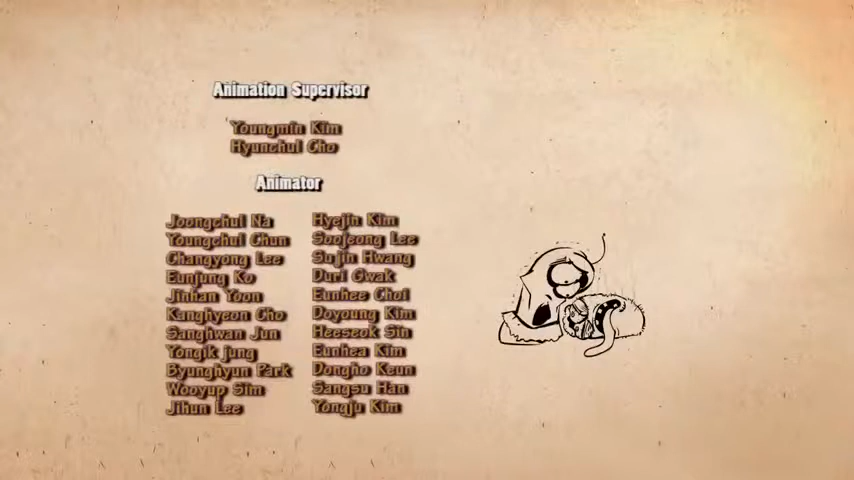 Animation Supervisor
Youngmin Kim
Hyunchul Cho
Animator
Joongchul Na
Youngchul Chun
Changyong Lee
Eunjung Ko
Jinhan Yoon
Kanghyeon Cho
Sanghwan Jun
Yongik jung
Byunghyun Park
Wooyup Sim
Jihun Lee
Hyejin Kim
Soojeong Lee
Sujin Hwang
Duri Gwak
Eunhee Choi
Doyoung Kim
Heeseok Sin
Eunhea Kim
Dongho Keun
Sangsu Han
Yongju Kim